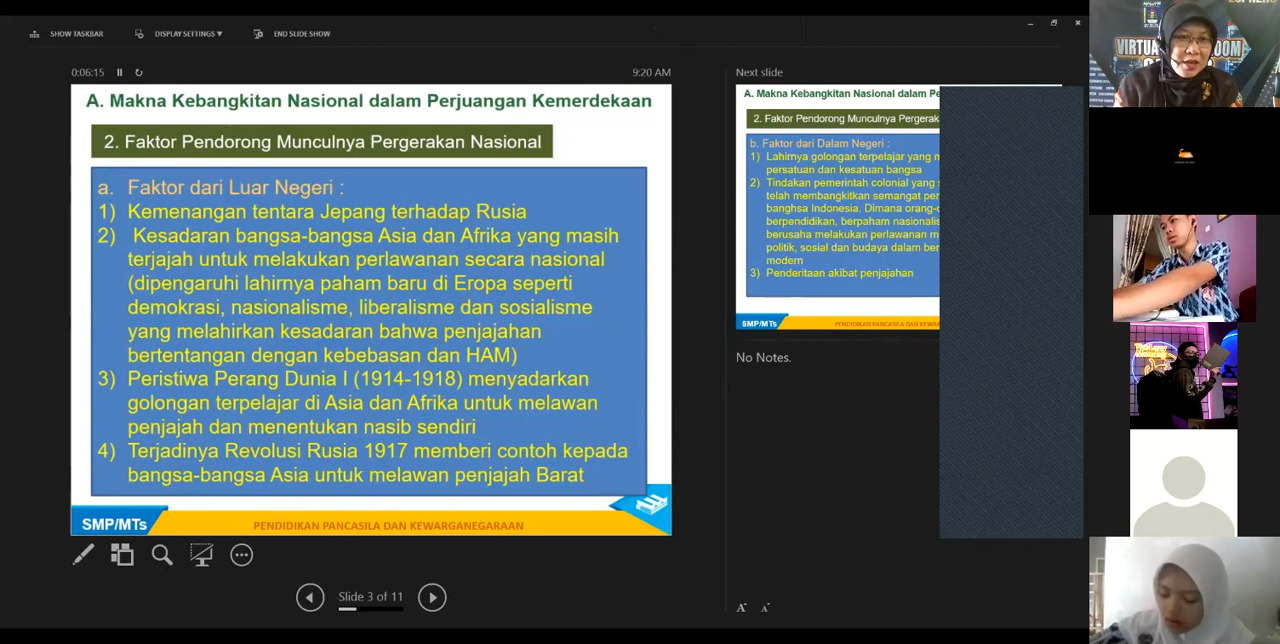 SHOW TASKBAR
DISPLAY SETTINGS ▾
END SLIDE SHOW
0:06:15
9:20 AM
A. Makna Kebangkitan Nasional dalam Perjuangan Kemerdekaan
2. Faktor Pendorong Munculnya Pergerakan Nasional
a. Faktor dari Luar Negeri :
1) Kemenangan tentara Jepang terhadap Rusia
2) Kesadaran bangsa-bangsa Asia dan Afrika yang masih
terjajah untuk melakukan perlawanan secara nasional
(dipengaruhi lahirnya paham baru di Eropa seperti
demokrasi, nasionalisme, liberalisme dan sosialisme
yang melahirkan kesadaran bahwa penjajahan
bertentangan dengan kebebasan dan HAM)
3) Peristiwa Perang Dunia I (1914-1918) menyadarkan
golongan terpelajar di Asia dan Afrika untuk melawan
penjajah dan menentukan nasib sendiri
4) Terjadinya Revolusi Rusia 1917 memberi contoh kepada
bangsa-bangsa Asia untuk melawan penjajah Barat
SMP/MTs
PENDIDIKAN PANCASILA DAN KEWARGANEGARAAN
Slide 3 of 11
Next slide
A. Makna Kebangkitan Nasional dalam
2. Faktor Pendorong Munculnya
b. Faktor dari Dalam Negeri :
1) Lahirnya golongan terpelajar yang
persatuan dan kesatuan bangsa
2) Tindakan pemerintah colonial yang
telah membangkitkan semangat
banghsa Indonesia. Dimana
berpendidikan, berpaham
berusaha melakukan perlawanan
politik, sosial dan budaya dalam
modern
3) Penderitaan akibat penjajahan
SMP/MTs
PENDIDIKAN PANCASILA DAN
No Notes.
A A
VIRTUAL